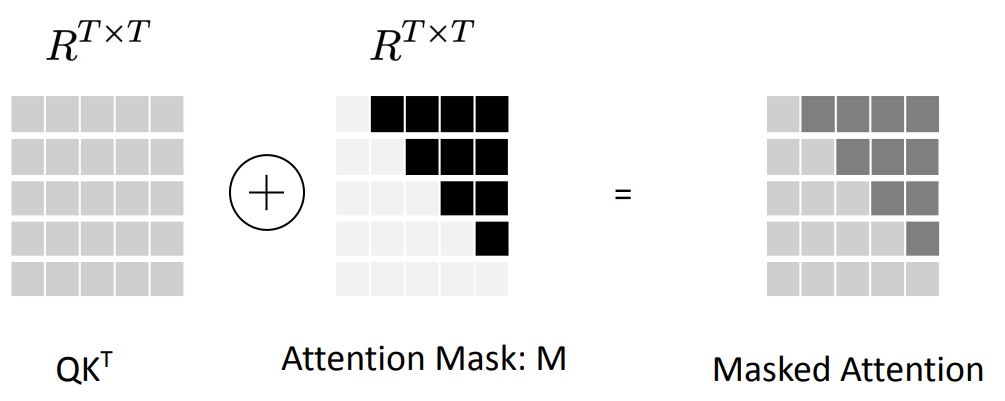 R^{T×T} R^{T×T}
+ =
QK^T Attention Mask: M Masked Attention